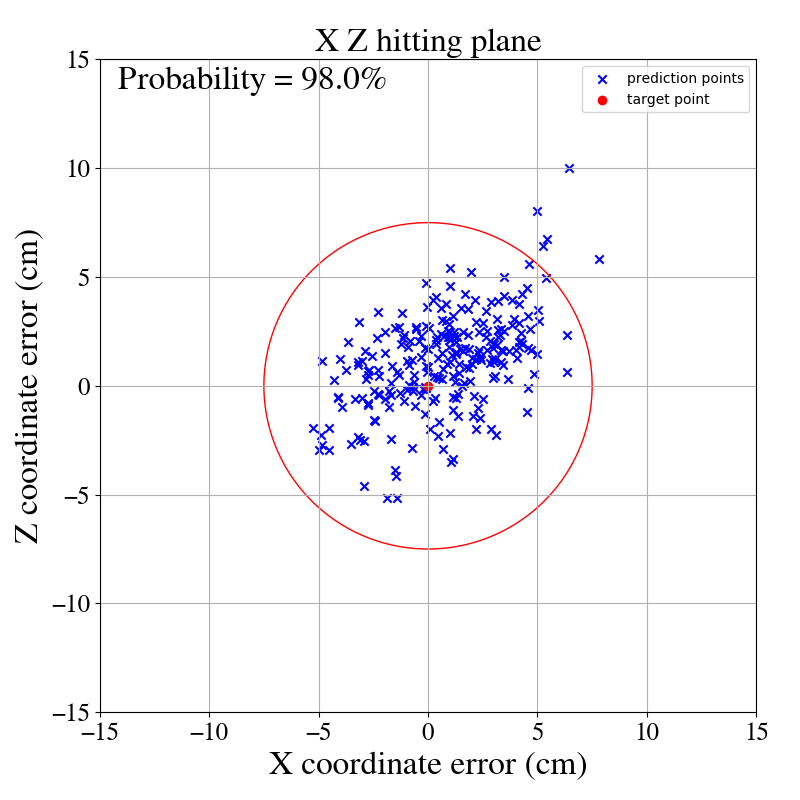 X Z hitting plane
Probability = 98.0%
prediction points
target point
15
10
5
0
−5
−10
−15
Z coordinate error (cm)
−15 −10 −5 0 5 10 15
X coordinate error (cm)